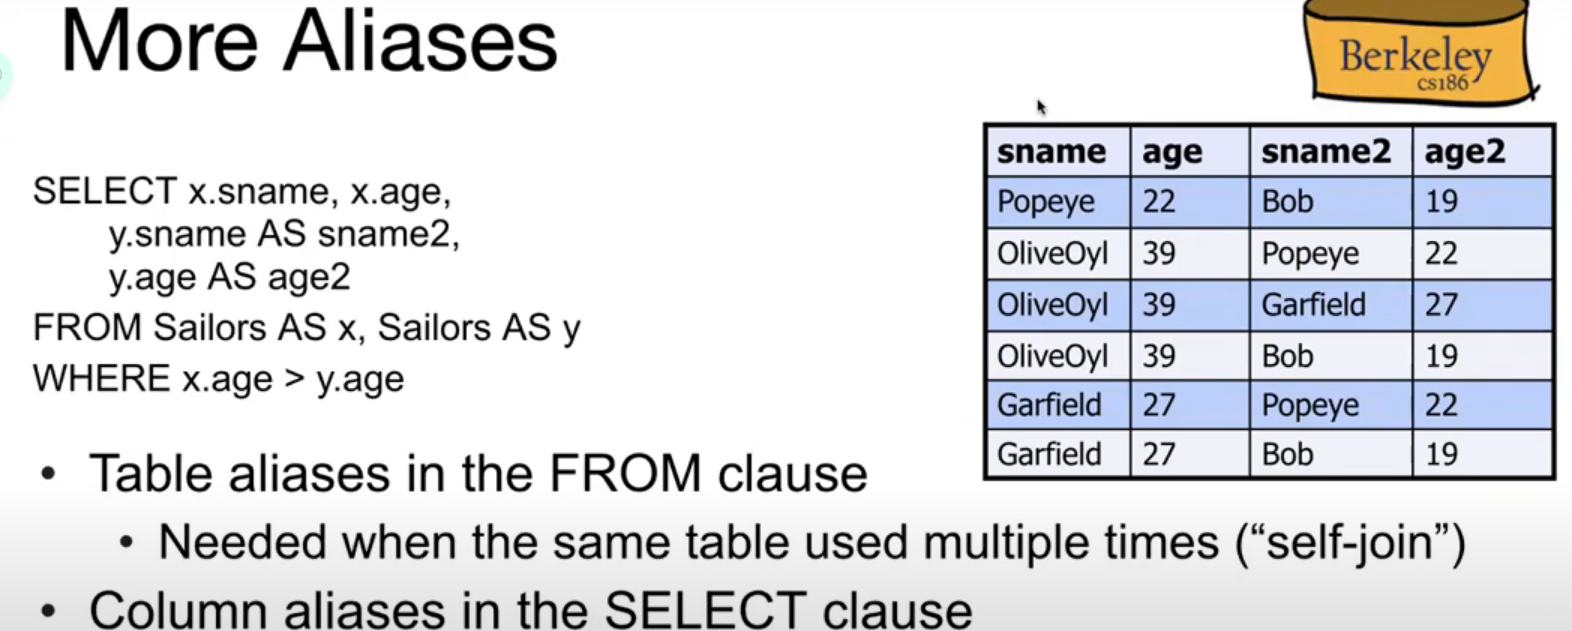 More Aliases
Berkeley
cs186
SELECT x.sname, x.age,
y.sname AS sname2,
y.age AS age2
FROM Sailors AS x, Sailors AS y
WHERE x.age > y.age
sname age sname2 age2
Popeye 22 Bob 19
OliveOyl 39 Popeye 22
OliveOyl 39 Garfield 27
OliveOyl 39 Bob 19
Garfield 27 Popeye 22
Garfield 27 Bob 19
• Table aliases in the FROM clause
• Needed when the same table used multiple times (“self-join”)
• Column aliases in the SELECT clause